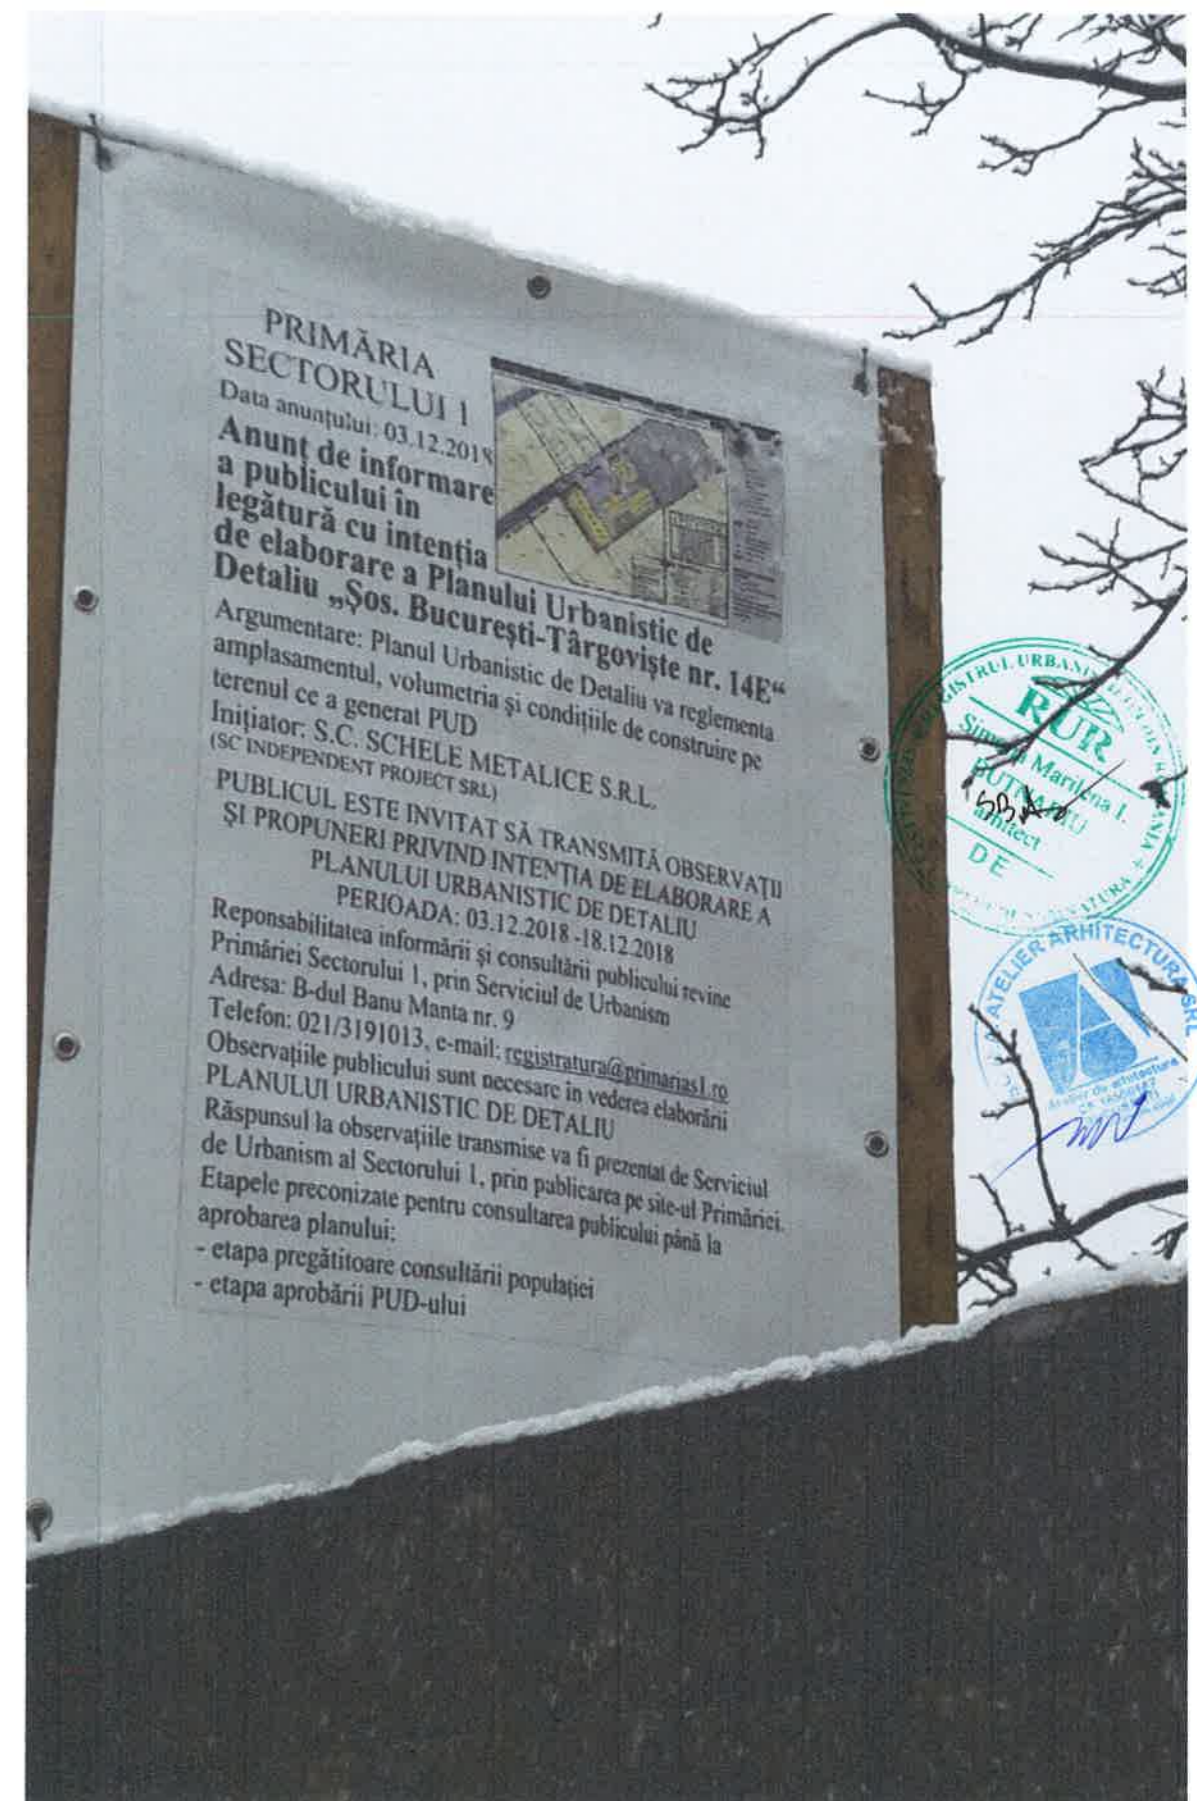 PRIMĂRIA
SECTORULUI 1
Data anunțului: 03.12.2018
Anunț de informare
a publicului în
legătură cu intenția
de elaborare a Planului Urbanistic de
Detaliu „Șos. București-Târgoviște nr. 14E“
Argumentare: Planul Urbanistic de Detaliu va reglementa
amplasamentul, volumetria și condițiile de construire pe
terenul ce a generat PUD
Inițiator: S.C. SCHELE METALICE S.R.L.
(SC INDEPENDENT PROJECT SRL)
PUBLICUL ESTE INVITAT SĂ TRANSMITĂ OBSERVAȚII
ȘI PROPUNERI PRIVIND INTENȚIA DE ELABORARE A
PLANULUI URBANISTIC DE DETALIU
PERIOADA: 03.12.2018 -18.12.2018
Reponsabilitatea informării și consultării publicului revine
Primăriei Sectorului 1, prin Serviciul de Urbanism
Adresa: B-dul Banu Manta nr. 9
Telefon: 021/3191013, e-mail: registratura@primarias1.ro
Observațiile publicului sunt necesare în vederea elaborării
PLANULUI URBANISTIC DE DETALIU
Răspunsul la observațiile transmise va fi prezentat de Serviciul
de Urbanism al Sectorului 1, prin publicarea pe site-ul Primăriei.
Etapele preconizate pentru consultarea publicului până la
aprobarea planului:
- etapa pregătitoare consultării populației
- etapa aprobării PUD-ului
RUR
Marilena I.
arhitect
DE
ATELIER ARHITECTURA SRL